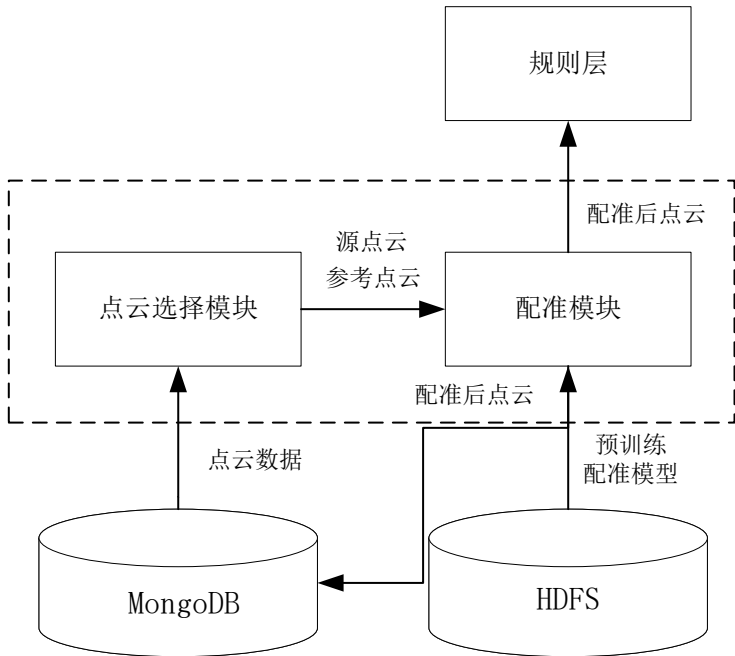 规则层
配准后点云
源点云
参考点云
点云选择模块
配准模块
配准后点云
点云数据
预训练
配准模型
MongoDB
HDFS